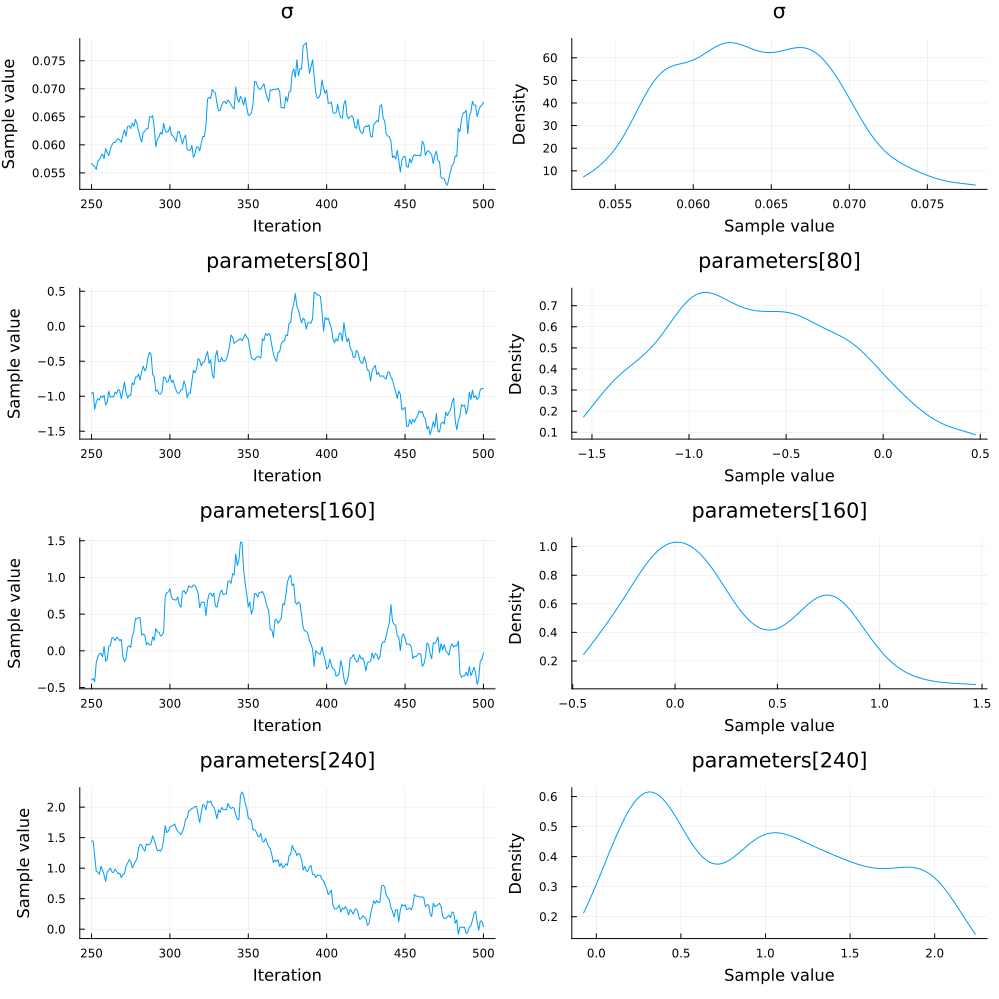 σ
σ
Sample value
0.075
0.070
0.065
0.060
0.055
250 300 350 400 450 500
Iteration
Density
60
50
40
30
20
10
0.055 0.060 0.065 0.070 0.075
Sample value
parameters[80]
parameters[80]
Sample value
0.5
0.0
−0.5
−1.0
−1.5
250 300 350 400 450 500
Iteration
Density
0.7
0.6
0.5
0.4
0.3
0.2
0.1
−1.5 −1.0 −0.5 0.0 0.5
Sample value
parameters[160]
parameters[160]
Sample value
1.5
1.0
0.5
0.0
−0.5
250 300 350 400 450 500
Iteration
Density
1.0
0.8
0.6
0.4
0.2
−0.5 0.0 0.5 1.0 1.5
Sample value
parameters[240]
parameters[240]
Sample value
2.0
1.5
1.0
0.5
0.0
250 300 350 400 450 500
Iteration
Density
0.6
0.5
0.4
0.3
0.2
0.0 0.5 1.0 1.5 2.0
Sample value